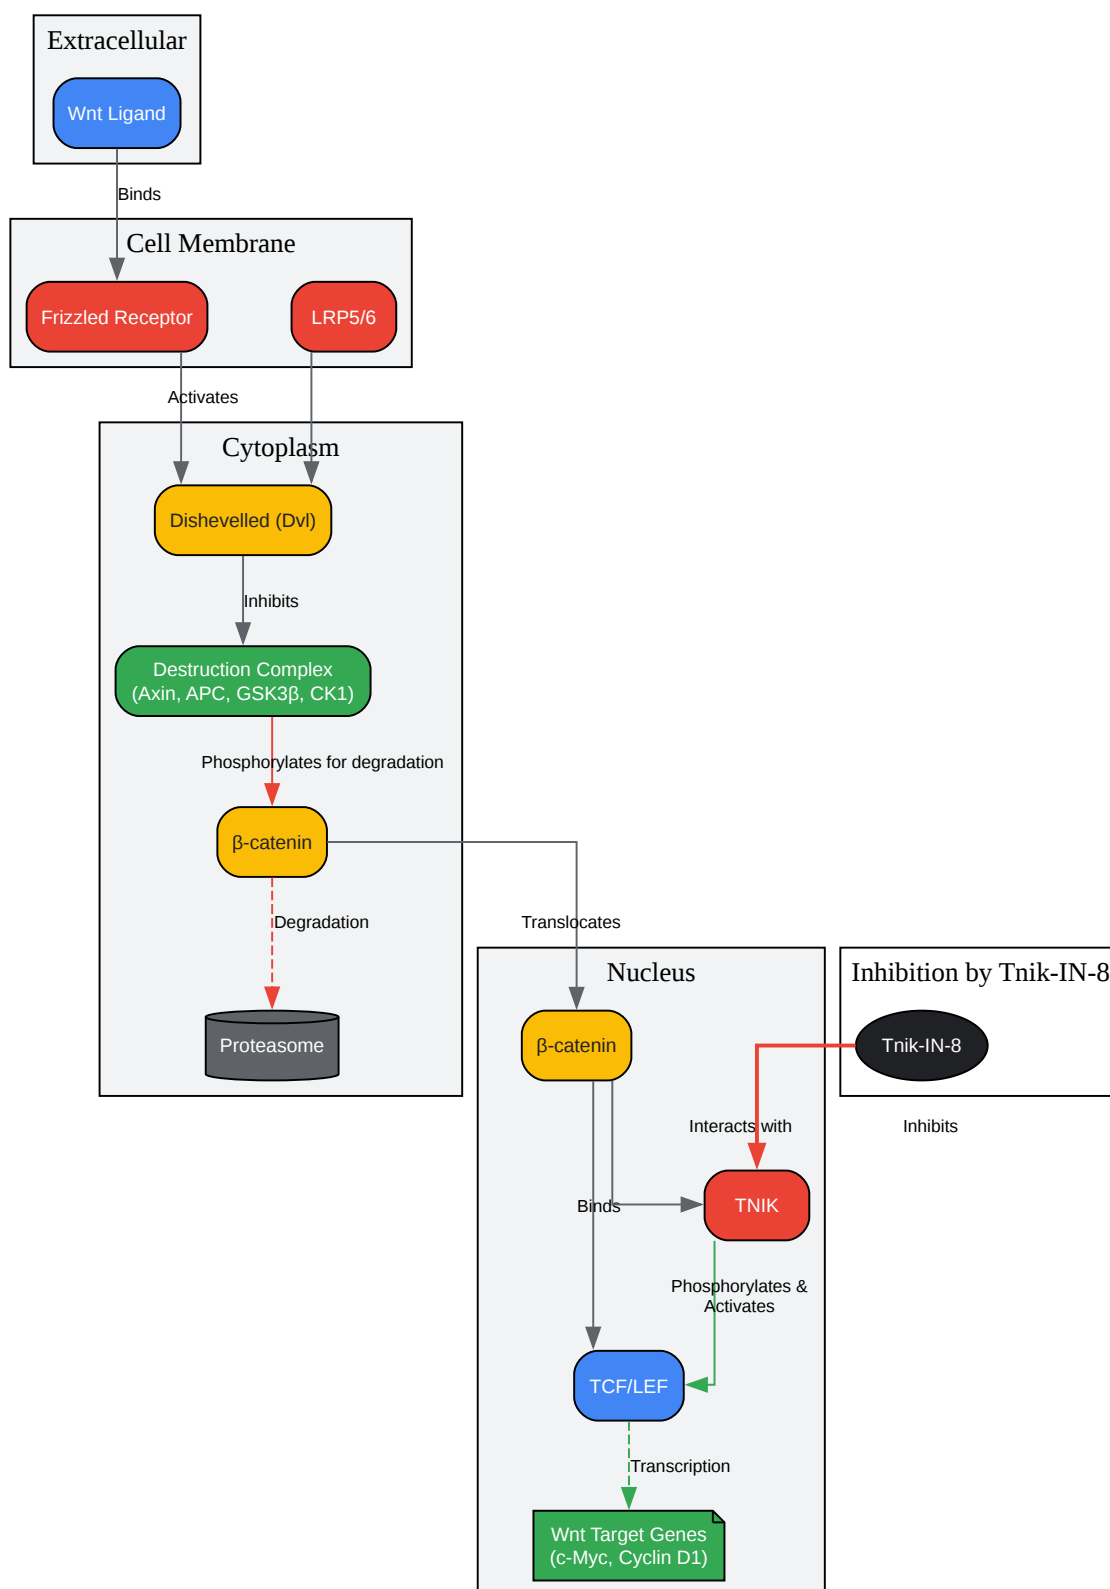 Extracellular
Wnt Ligand
Binds
Cell Membrane
Frizzled Receptor
LRP5/6
Activates
Cytoplasm
Dishevelled (Dvl)
Inhibits
Destruction Complex
(Axin, APC, GSK3β, CK1)
Phosphorylates for degradation
β-catenin
Degradation
Translocates
Proteasome
Nucleus
β-catenin
Inhibition by Tnik-IN-8
Tnik-IN-8
Interacts with
Inhibits
Binds
TNIK
Phosphorylates &
Activates
TCF/LEF
Transcription
Wnt Target Genes
(c-Myc, Cyclin D1)